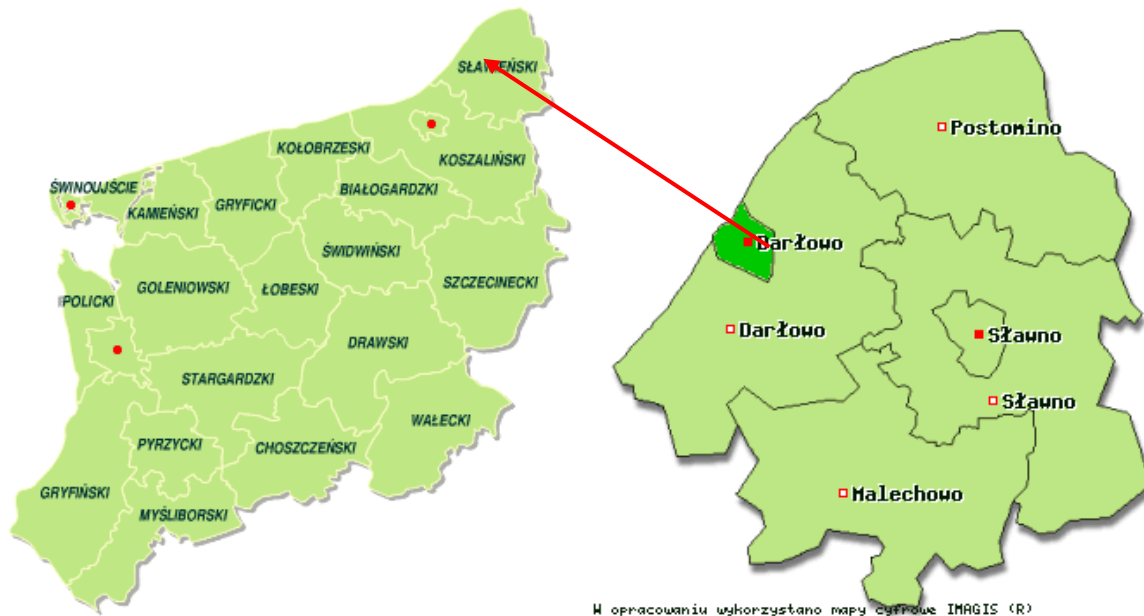 SŁAWIEŃSKI
KOŁOBRZESKI
KOSZALIŃSKI
BIAŁOGARDZKI
ŚWINOUJŚCIE
KAMIEŃSKI
GRYFICKI
ŚWIDWIŃSKI
SZCZECINECKI
GOLENIOWSKI
ŁOBESKI
POLICKI
DRAWSKI
STARGARDZKI
WAŁECKI
PYRZYCKI
CHOSZCZEŃSKI
GRYFIŃSKI
MYŚLIBORSKI
Postomino
Darłowo
Darłowo
Sławno
Sławno
Malechowo
W opracowaniu wykorzystano mapy cyfrowe IMAGIS (R)